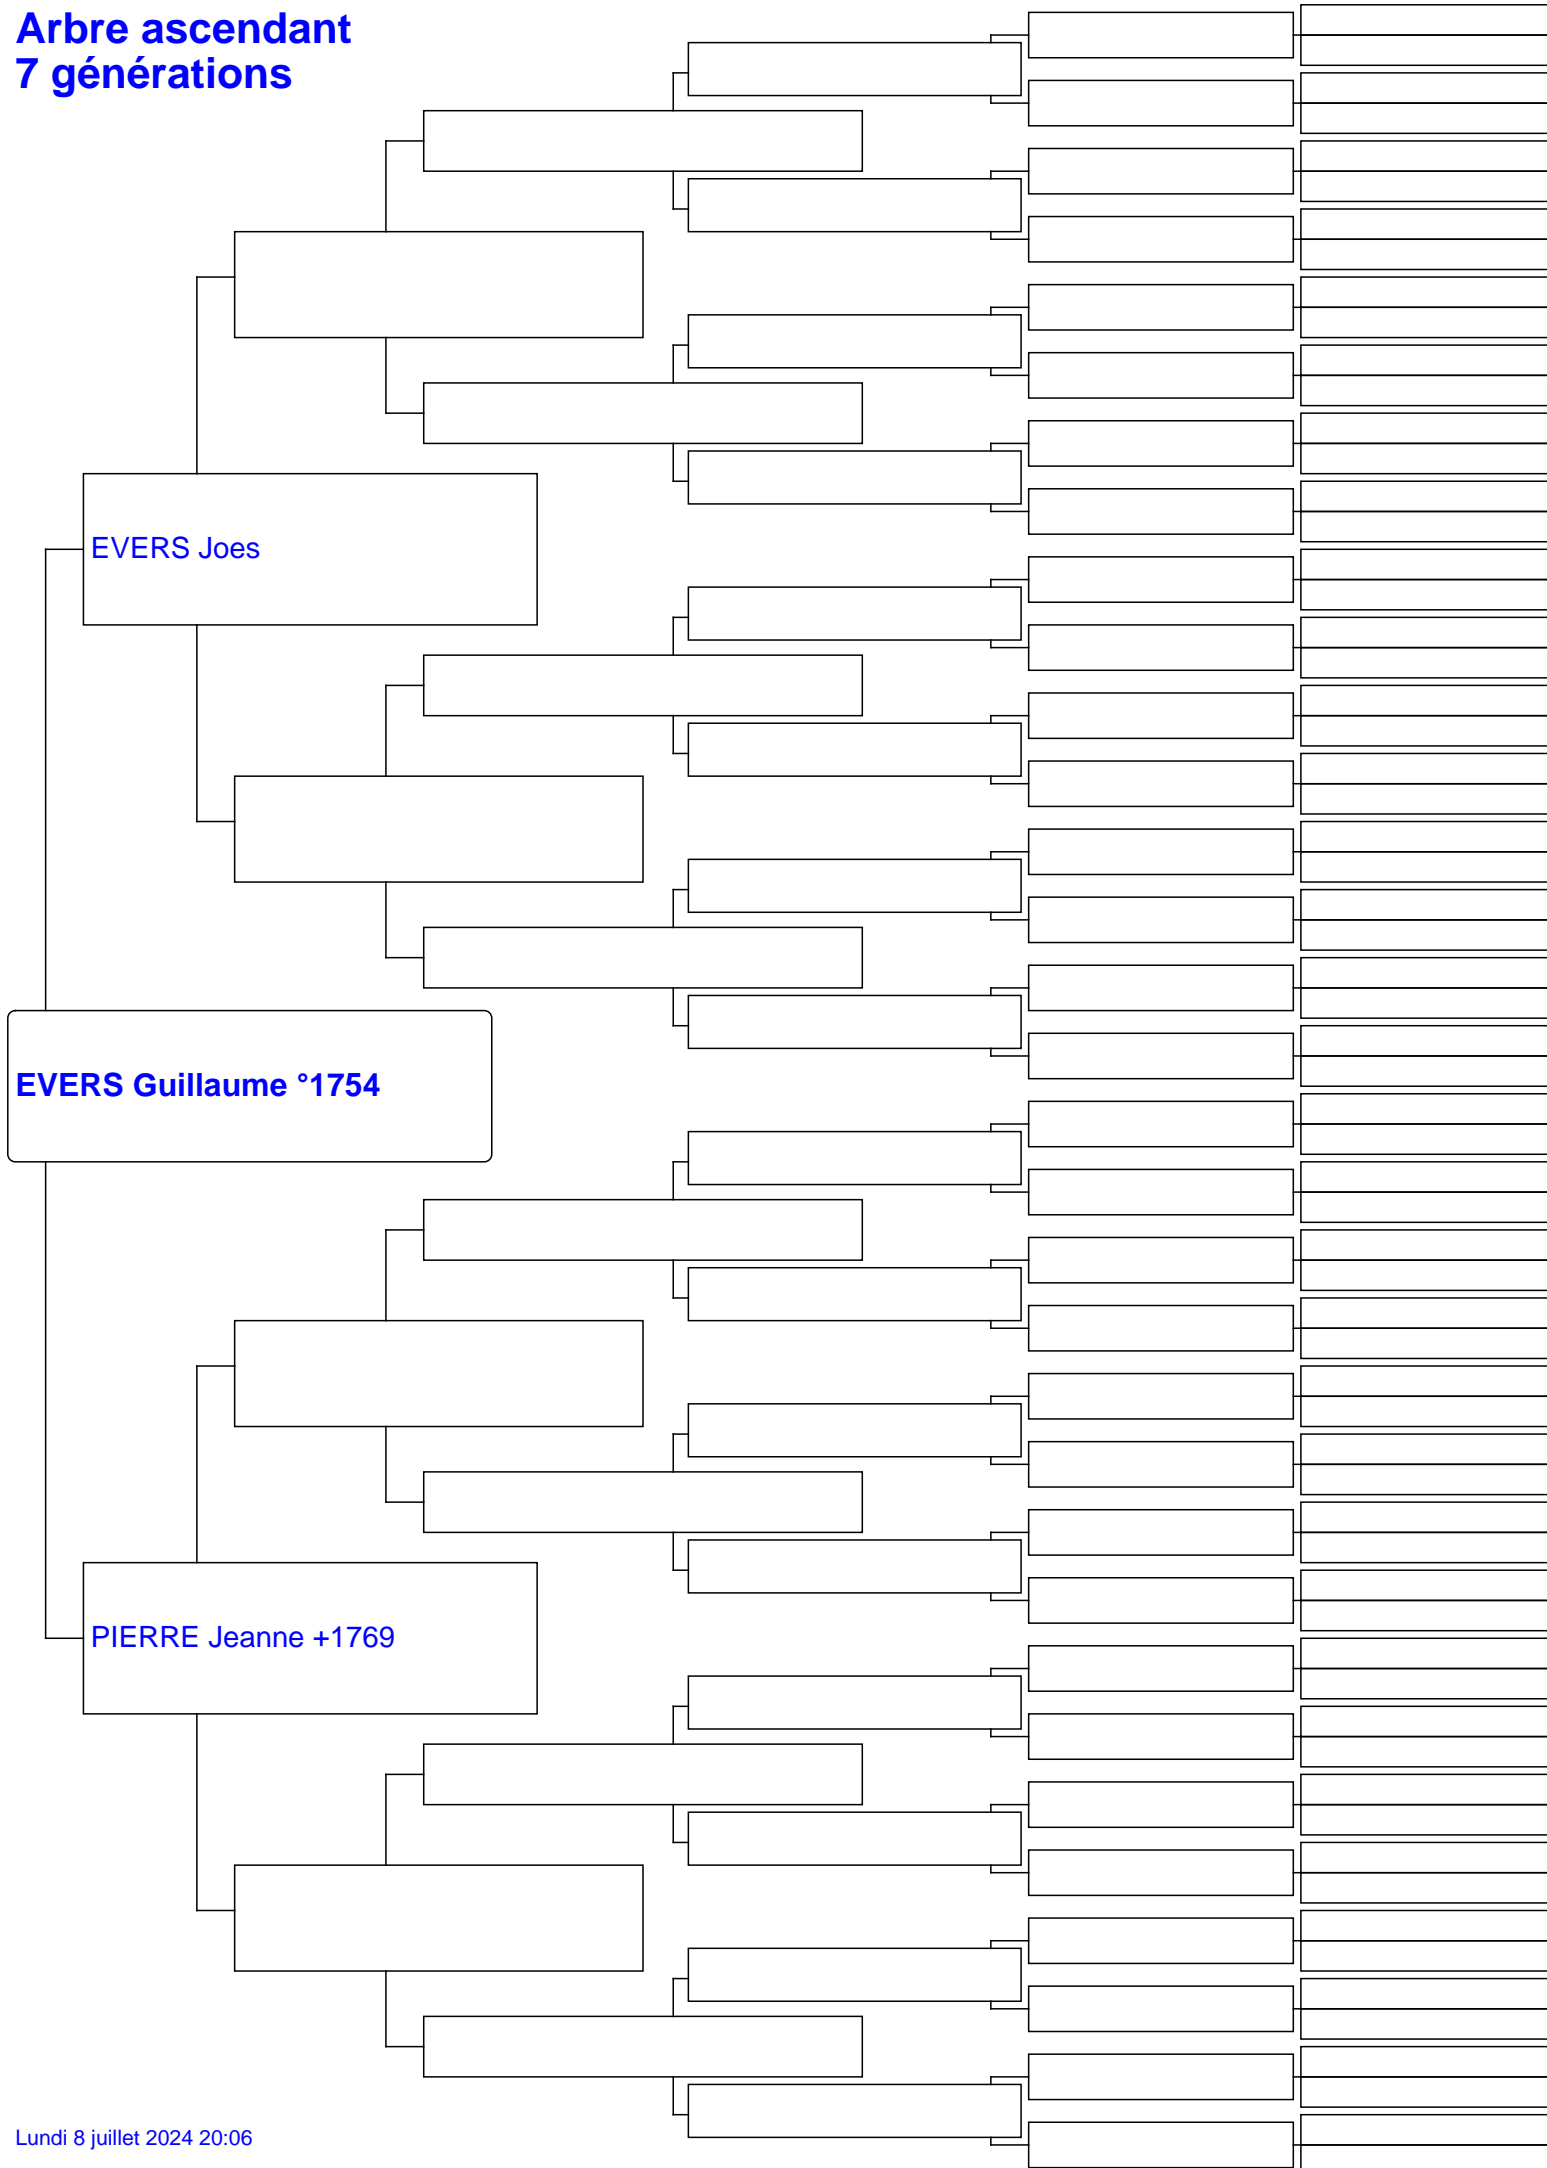 Arbre ascendant
7 générations
EVERS Joes
EVERS Guillaume °1754
PIERRE Jeanne +1769
Lundi 8 juillet 2024 20:06